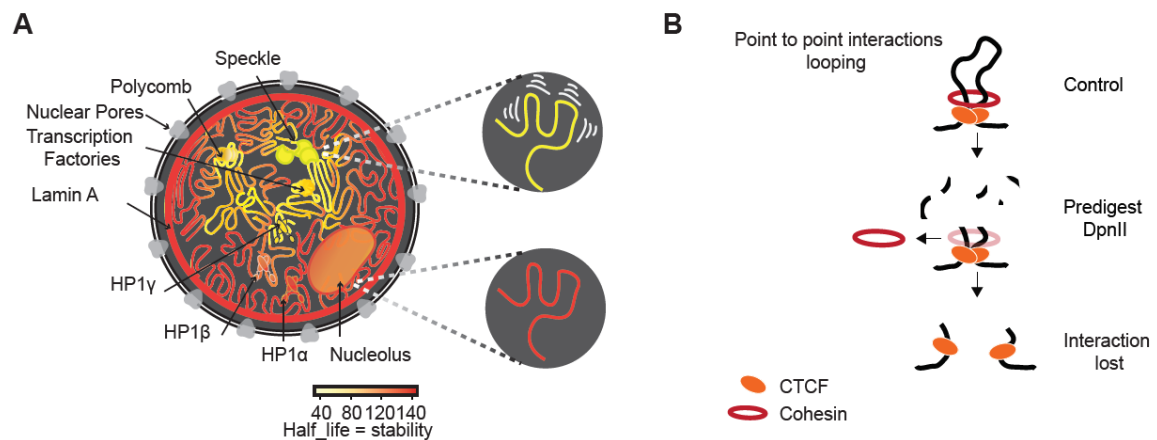 A
Speckle
Polycomb
Nuclear Pores
Transcription
Factories
Lamin A
HP1γ
HP1β
HP1α
Nucleolus
40 80 120 140
Half_life = stability
B
Point to point interactions
looping
Control
Predigest
DpnII
Interaction
lost
CTCF
Cohesin